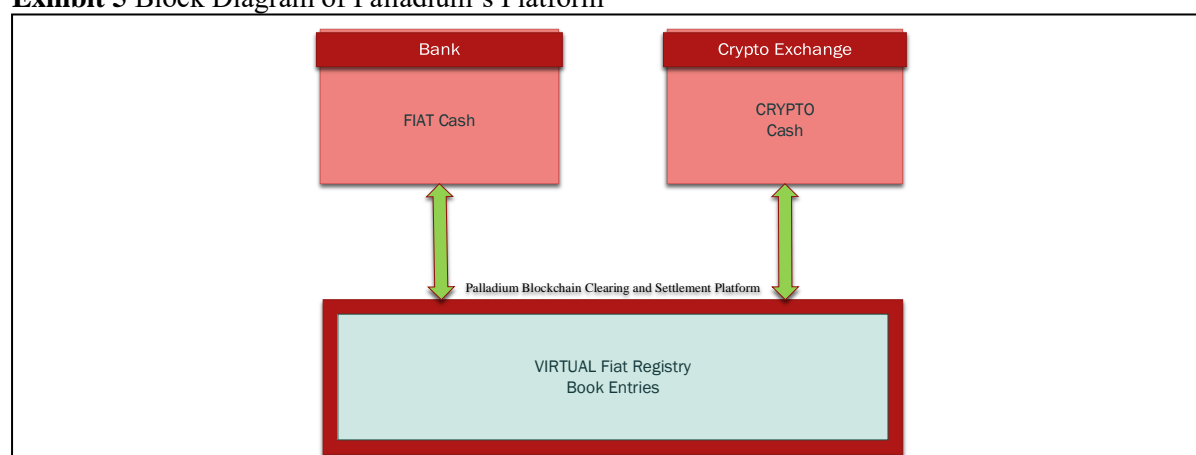 Exhibit 5 Block Diagram of Palladium's Platform
Bank
Crypto Exchange
FIAT Cash
CRYPTO
Cash
Palladium Blockchain Clearing and Settlement Platform
VIRTUAL Fiat Registry
Book Entries